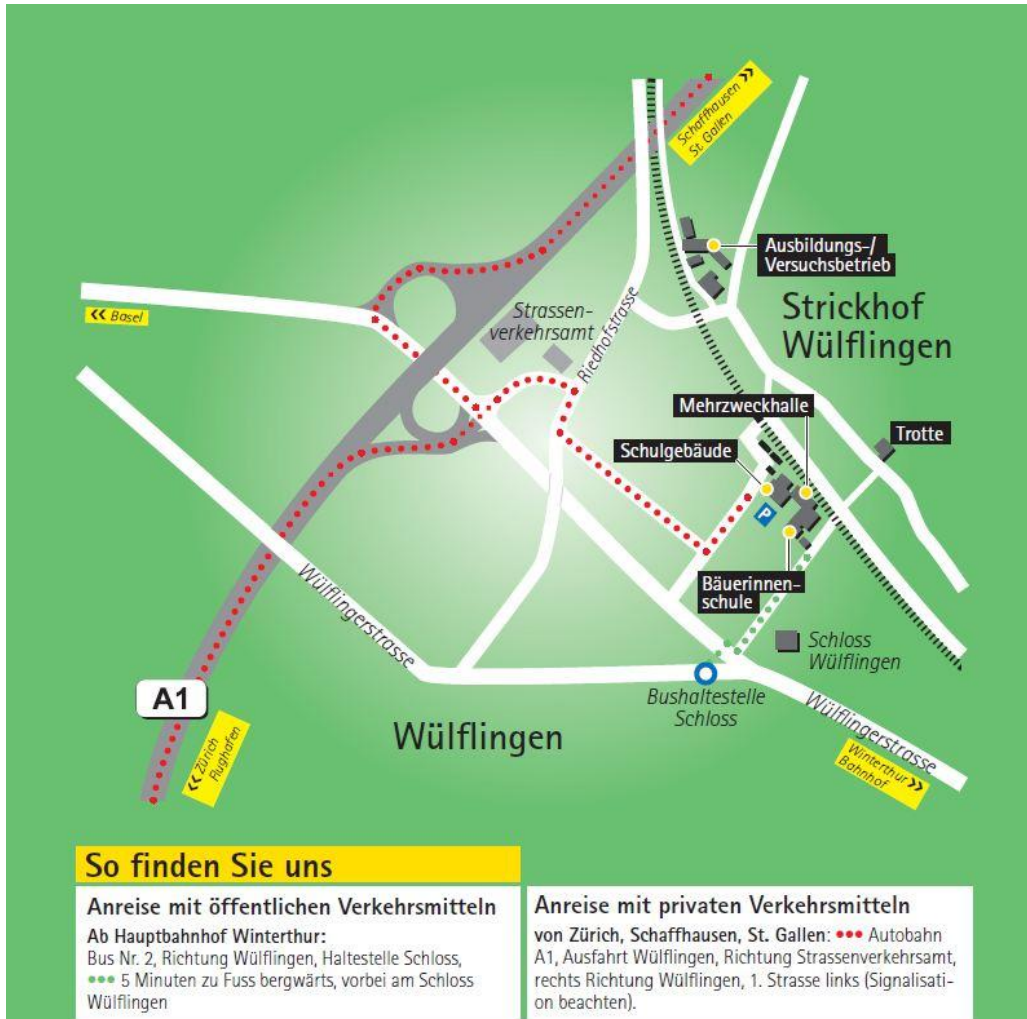 Schaffhausen >>
St. Gallen
Ausbildungs-/
Versuchsbetrieb
Strickhof
Wülflingen
<< Basel
Strassen-
verkehrsamt
Riedhofstrasse
Mehrzweckhalle
Trotte
Schulgebäude
P
Bäuerinnen-
schule
Wülflingerstrasse
Schloss
Wülflingen
A1
Bushaltestelle
Schloss
Wülflingen
Wülflingerstrasse
<< Zürich
Flughafen
Winterthur >>
Bahnhof
So finden Sie uns
Anreise mit öffentlichen Verkehrsmitteln
Ab Hauptbahnhof Winterthur:
Bus Nr. 2, Richtung Wülflingen, Haltestelle Schloss,
••• 5 Minuten zu Fuss bergwärts, vorbei am Schloss
Wülflingen
Anreise mit privaten Verkehrsmitteln
von Zürich, Schaffhausen, St. Gallen: ••• Autobahn
A1, Ausfahrt Wülflingen, Richtung Strassenverkehrsamt,
rechts Richtung Wülflingen, 1. Strasse links (Signalisati-
on beachten).